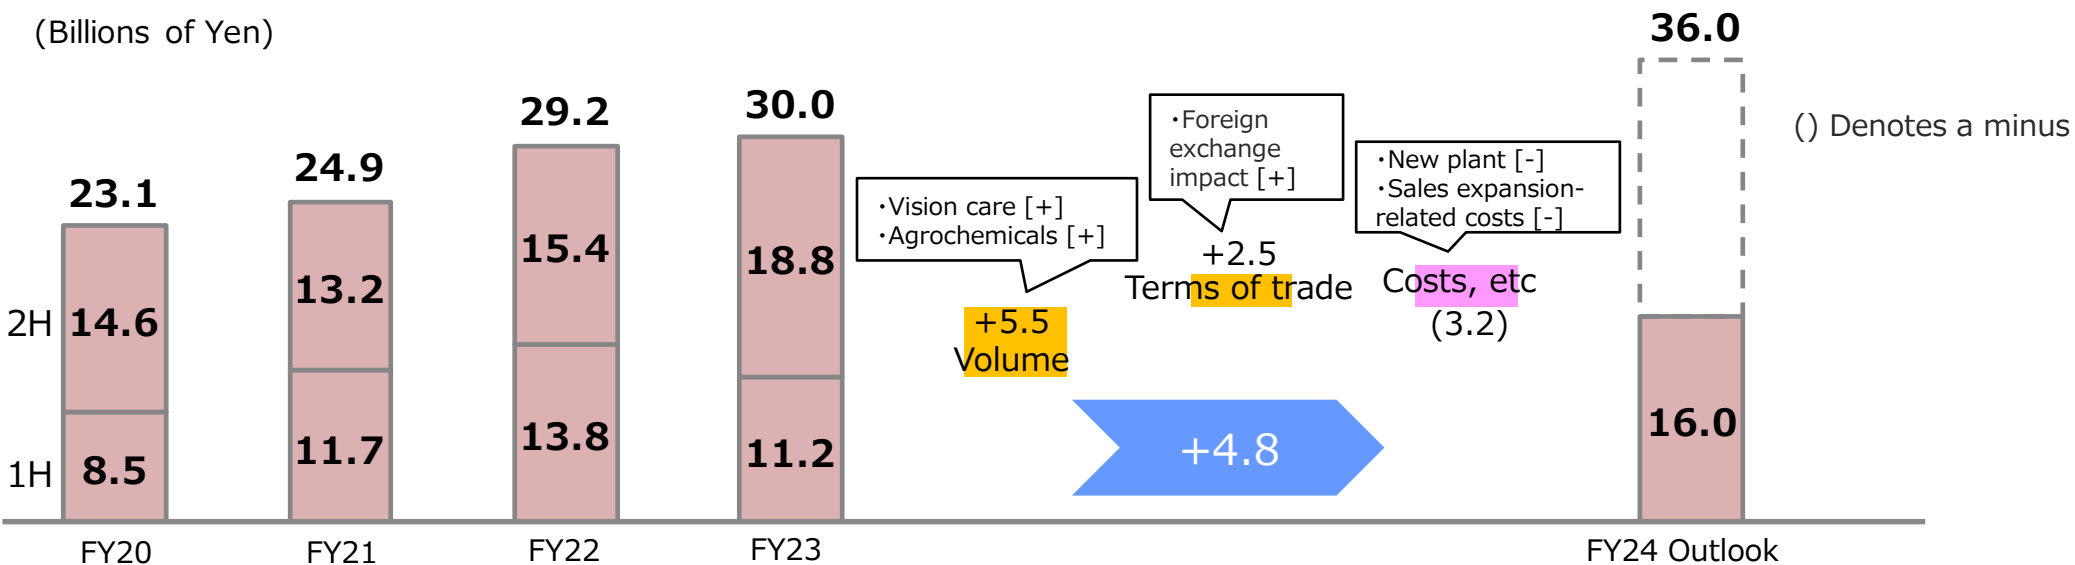 (Billions of Yen)
36.0
() Denotes a minus
23.1
24.9
29.2
30.0
2H
14.6
13.2
15.4
18.8
1H
8.5
11.7
13.8
11.2
・Vision care [+]
・Agrochemicals [+]
+5.5
Volume
・Foreign
exchange
impact [+]
+2.5
Terms of trade
・New plant [-]
・Sales expansion-
related costs [-]
Costs, etc
(3.2)
+4.8
16.0
FY20
FY21
FY22
FY23
FY24 Outlook